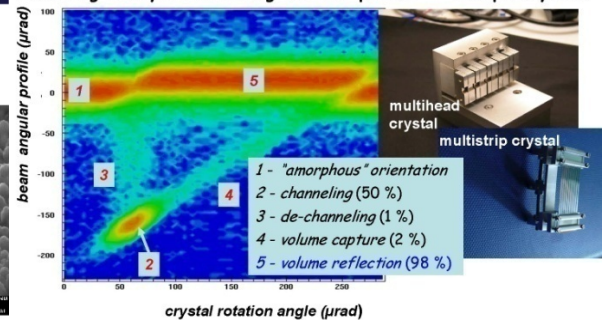 beam angular profile (µrad)
100
50
0
-50
-100
-150
-200
1
5
3
4
2
multihead
crystal
multistrip crystal
1 - "amorphous" orientation
2 - channeling (50 %)
3 - de-channeling (1 %)
4 - volume capture (2 %)
5 - volume reflection (98 %)
0
50
100
150
200
250
crystal rotation angle (µrad)